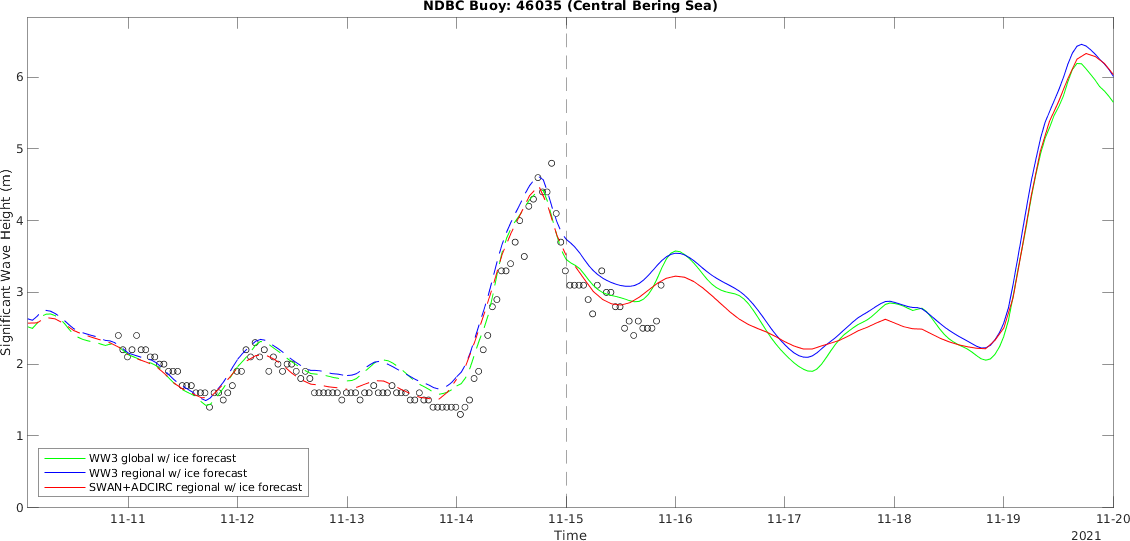 NDBC Buoy: 46035 (Central Bering Sea)
Significant Wave Height (m)
6
5
4
3
2
1
0
WW3 global w/ ice forecast
WW3 regional w/ ice forecast
SWAN+ADCIRC regional w/ ice forecast
11-11 11-12 11-13 11-14 11-15 11-16 11-17 11-18 11-19 11-20
Time
2021